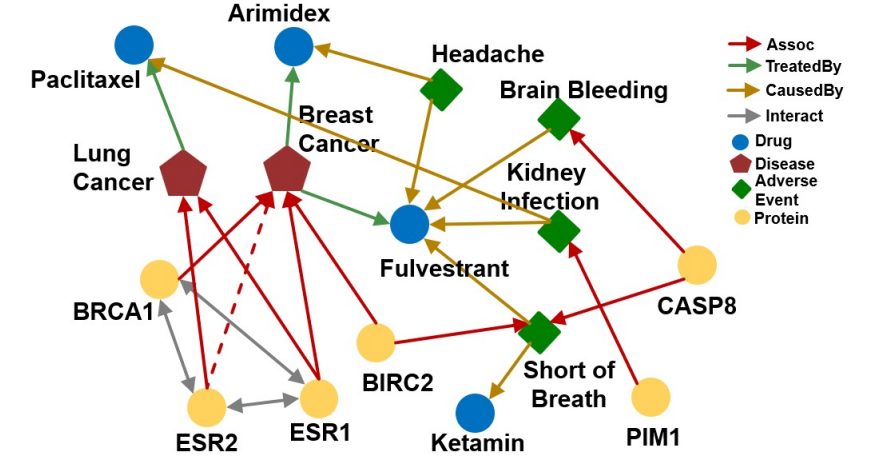 Arimidex
Headache
Paclitaxel
Brain Bleeding
Breast
Cancer
Lung
Cancer
Kidney
Infection
Fulvestrant
BRCA1
CASP8
BIRC2
Short of
Breath
ESR2
ESR1
Ketamin
PIM1
Assoc
TreatedBy
CausedBy
Interact
Drug
Disease
Adverse
Event
Protein